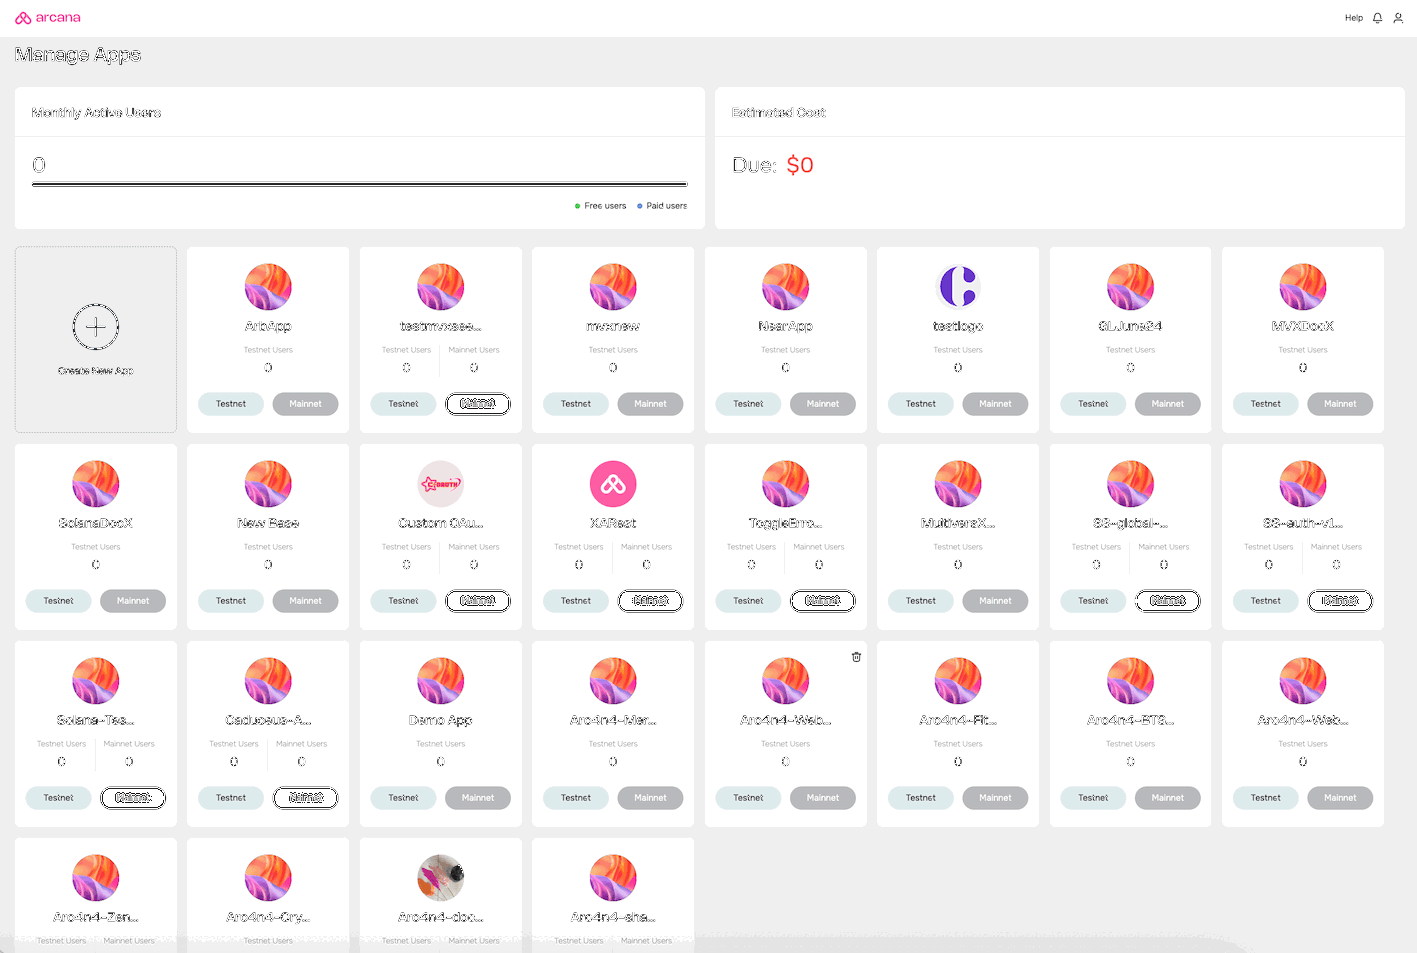 arcana
Help
Manage Apps
Monthly Active Users
Estimated Cost
0
Due: $0
Free users Paid users
Create New App
ArbApp
Testnet Users
0
Testnet Mainnet
testmvxsee...
Testnet Users Mainnet Users
0 0
Testnet Mainnet
mvxnew
Testnet Users
0
Testnet Mainnet
NearApp
Testnet Users
0
Testnet Mainnet
testlogo
Testnet Users
0
Testnet Mainnet
GLJune24
Testnet Users
0
Testnet Mainnet
MVXDocX
Testnet Users
0
Testnet Mainnet
SolanaDocX
Testnet Users
0
Testnet Mainnet
New Base
Testnet Users
0
Testnet Mainnet
Custom OAu...
Testnet Users Mainnet Users
0 0
Testnet Mainnet
XARest
Testnet Users Mainnet Users
0 0
Testnet Mainnet
ToggleErro...
Testnet Users Mainnet Users
0 0
Testnet Mainnet
MultiversX...
Testnet Users
0
Testnet Mainnet
SS-global-...
Testnet Users Mainnet Users
0 0
Testnet Mainnet
SS-auth-v1...
Testnet Users Mainnet Users
0 0
Testnet Mainnet
Solana-Tes...
Testnet Users Mainnet Users
0 0
Testnet Mainnet
Caduceus-A...
Testnet Users Mainnet Users
0 0
Testnet Mainnet
Demo App
Testnet Users
0
Testnet Mainnet
Arc4n4-Mer...
Testnet Users
0
Testnet Mainnet
Arc4n4-Web...
Testnet Users
0
Testnet Mainnet
Arc4n4-Fit...
Testnet Users
0
Testnet Mainnet
Arc4n4-BTS...
Testnet Users
0
Testnet Mainnet
Arc4n4-Web...
Testnet Users
0
Testnet Mainnet
Arc4n4-Zen...
Testnet Users Mainnet Users
Arc4n4-Cry...
Testnet Users Mainnet Users
Arc4n4-doc...
Testnet Users Mainnet Users
Arc4n4-sha...
Testnet Users Mainnet Users